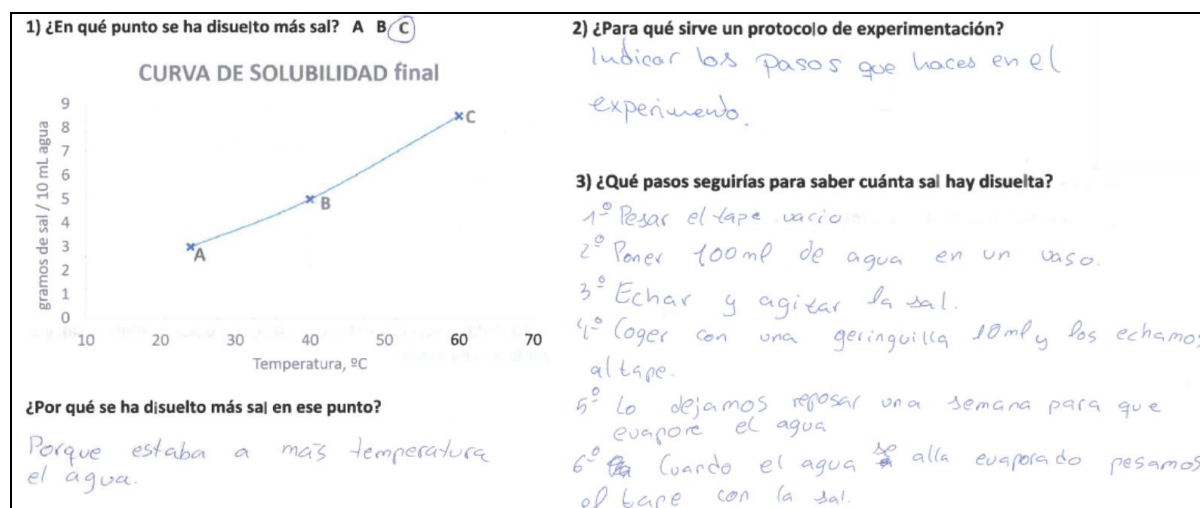 1) ¿En qué punto se ha disuelto más sal? A B C
CURVA DE SOLUBILIDAD final
gramos de sal / 10 mL agua
9
8
7
6
5
4
3
2
1
0
A
B
C
10 20 30 40 50 60 70
Temperatura, ºC
¿Por qué se ha disuelto más sal en ese punto?
Porque estaba a más temperatura
el agua.
2) ¿Para qué sirve un protocolo de experimentación?
Indicar los pasos que haces en el
experimento.
3) ¿Qué pasos seguirías para saber cuánta sal hay disuelta?
1º Pesar el tape vacio
2º Poner 100ml de agua en un vaso.
3º Echar y agitar la sal.
4º Coger con una geringuilla 10ml y los echamos
al tape.
5º Lo dejamos reposar una semana para que
evapore el agua
6º Cuando el agua se alla evaporado pesamos
el tape con la sal.